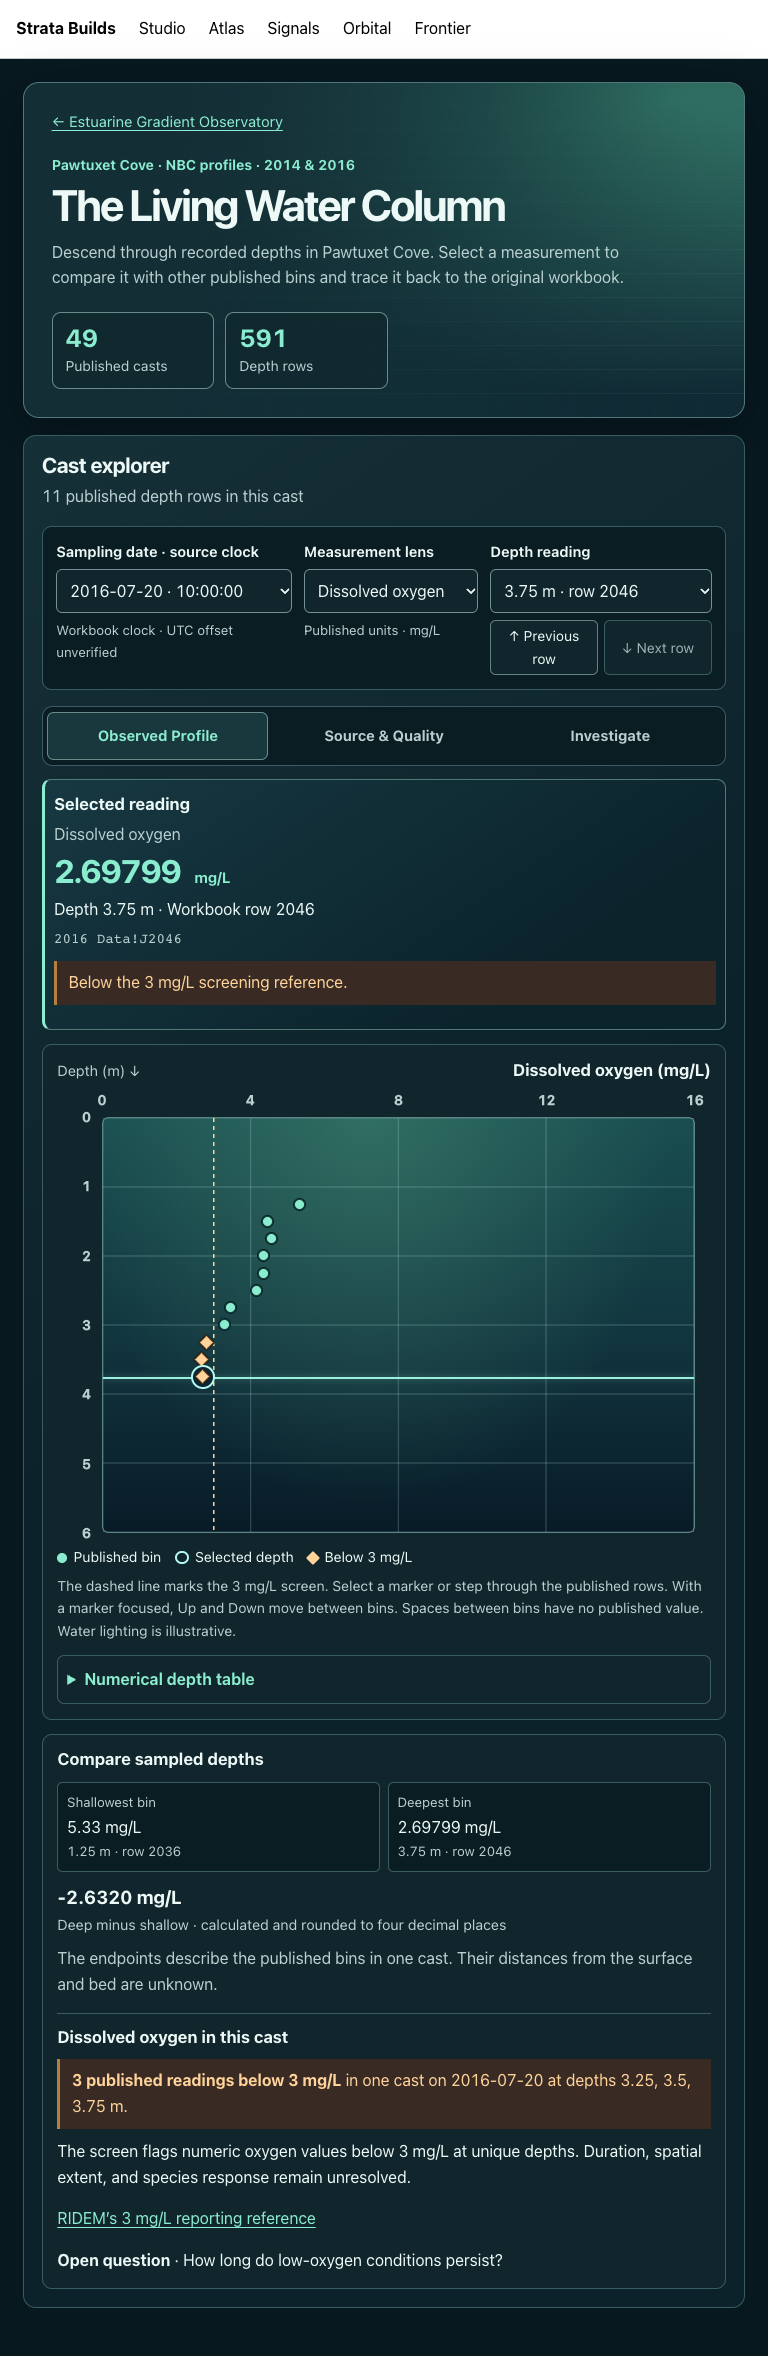 Strata Builds Studio Atlas Signals Orbital Frontier
← Estuarine Gradient Observatory
Pawtuxet Cove · NBC profiles · 2014 & 2016
The Living Water Column
Descend through recorded depths in Pawtuxet Cove. Select a measurement to
compare it with other published bins and trace it back to the original workbook.
49
Published casts
591
Depth rows
Cast explorer
11 published depth rows in this cast
Sampling date · source clock
2016-07-20 · 10:00:00
Workbook clock · UTC offset
unverified
Measurement lens
Dissolved oxygen
Published units · mg/L
Depth reading
3.75 m · row 2046
↑ Previous
row
↓ Next row
Observed Profile
Source & Quality
Investigate
Selected reading
Dissolved oxygen
2.69799 mg/L
Depth 3.75 m · Workbook row 2046
2016 Data!J2046
Below the 3 mg/L screening reference.
Depth (m) ↓
Dissolved oxygen (mg/L)
0 4 8 12 16
0
1
2
3
4
5
6
Published bin
Selected depth
Below 3 mg/L
The dashed line marks the 3 mg/L screen. Select a marker or step through the published rows. With
a marker focused, Up and Down move between bins. Spaces between bins have no published value.
Water lighting is illustrative.
▶ Numerical depth table
Compare sampled depths
Shallowest bin
5.33 mg/L
1.25 m · row 2036
Deepest bin
2.69799 mg/L
3.75 m · row 2046
-2.6320 mg/L
Deep minus shallow · calculated and rounded to four decimal places
The endpoints describe the published bins in one cast. Their distances from the surface
and bed are unknown.
Dissolved oxygen in this cast
3 published readings below 3 mg/L in one cast on 2016-07-20 at depths 3.25, 3.5,
3.75 m.
The screen flags numeric oxygen values below 3 mg/L at unique depths. Duration, spatial
extent, and species response remain unresolved.
RIDEM's 3 mg/L reporting reference
Open question · How long do low-oxygen conditions persist?